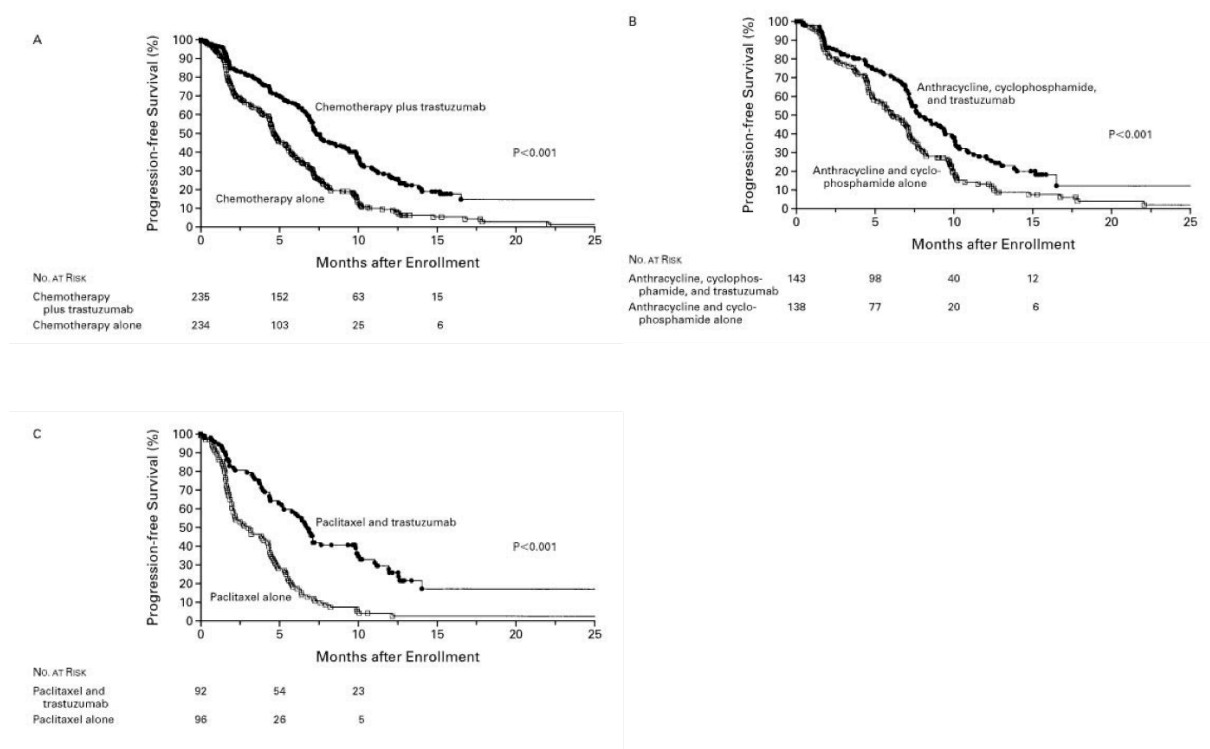 A
Progression-free Survival (%)
100
90
80
70
60
50
40
30
20
10
0
Chemotherapy plus trastuzumab
P<0.001
Chemotherapy alone
0 5 10 15 20 25
Months after Enrollment
No. at Risk
Chemotherapy
plus trastuzumab 235 152 63 15
Chemotherapy alone 234 103 25 6
B
Progression-free Survival (%)
100
90
80
70
60
50
40
30
20
10
0
Anthracycline, cyclophosphamide,
and trastuzumab
P<0.001
Anthracycline and cyclo-
phosphamide alone
0 5 10 15 20 25
Months after Enrollment
No. at Risk
Anthracycline, cyclophos- 143 98 40 12
phamide, and trastuzumab
Anthracycline and cyclo- 138 77 20 6
phosphamide alone
C
Progression-free Survival (%)
100
90
80
70
60
50
40
30
20
10
0
Paclitaxel and trastuzumab
P<0.001
Paclitaxel alone
0 5 10 15 20 25
Months after Enrollment
No. at Risk
Paclitaxel and 92 54 23
trastuzumab
Paclitaxel alone 96 26 5